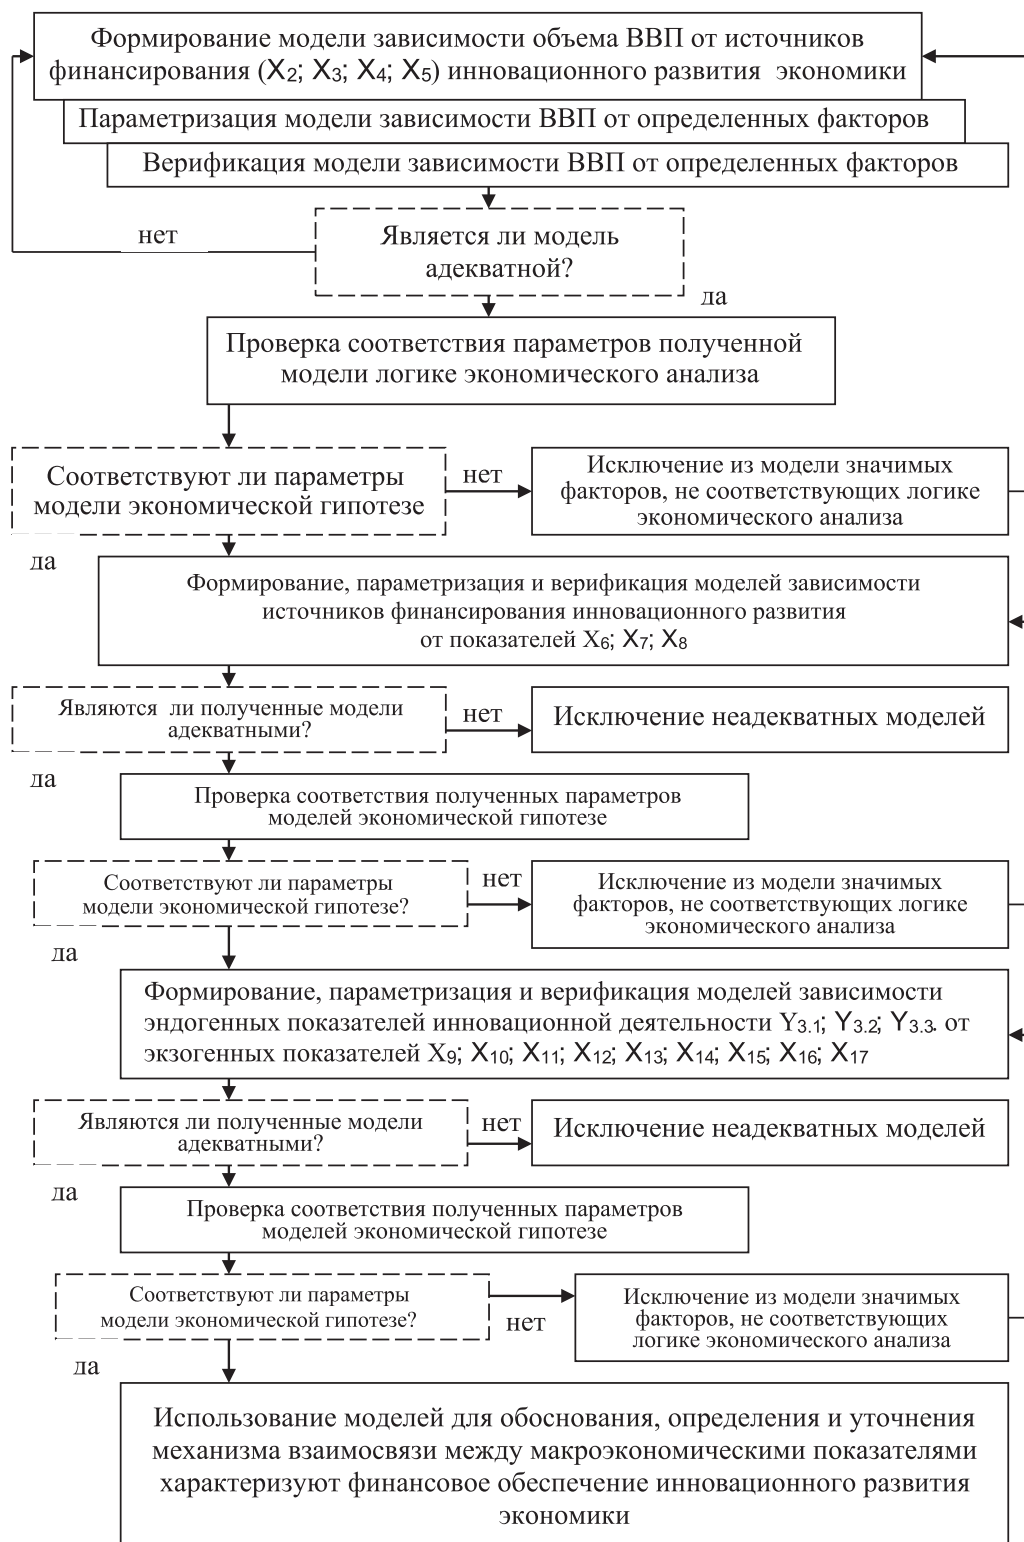 Формирование модели зависимости объема ВВП от источников
финансирования (X2; X3; X4; X5) инновационного развития экономики
Параметризация модели зависимости ВВП от определенных факторов
Верификация модели зависимости ВВП от определенных факторов
нет
Является ли модель
адекватной?
да
Проверка соответствия параметров полученной
модели логике экономического анализа
Соответствуют ли параметры
модели экономической гипотезе
нет
Исключение из модели значимых
факторов, не соответствующих логике
экономического анализа
да
Формирование, параметризация и верификация моделей зависимости
источников финансирования инновационного развития
от показателей X6; X7; X8
Являются ли полученные модели
адекватными?
нет
Исключение неадекватных моделей
да
Проверка соответствия полученных параметров
моделей экономической гипотезе
Соответствуют ли параметры
модели экономической гипотезе?
нет
Исключение из модели значимых
факторов, не соответствующих логике
экономического анализа
да
Формирование, параметризация и верификация моделей зависимости
эндогенных показателей инновационной деятельности Y3.1; Y3.2; Y3.3. от
экзогенных показателей X9; X10; X11; X12; X13; X14; X15; X16; X17
Являются ли полученные модели
адекватными?
нет
Исключение неадекватных моделей
да
Проверка соответствия полученных параметров
моделей экономической гипотезе
Соответствуют ли параметры
модели экономической гипотезе?
нет
Исключение из модели значимых
факторов, не соответствующих
логике экономического анализа
да
Использование моделей для обоснования, определения и уточнения
механизма взаимосвязи между макроэкономическими показателями
характеризуют финансовое обеспечение инновационного развития
экономики